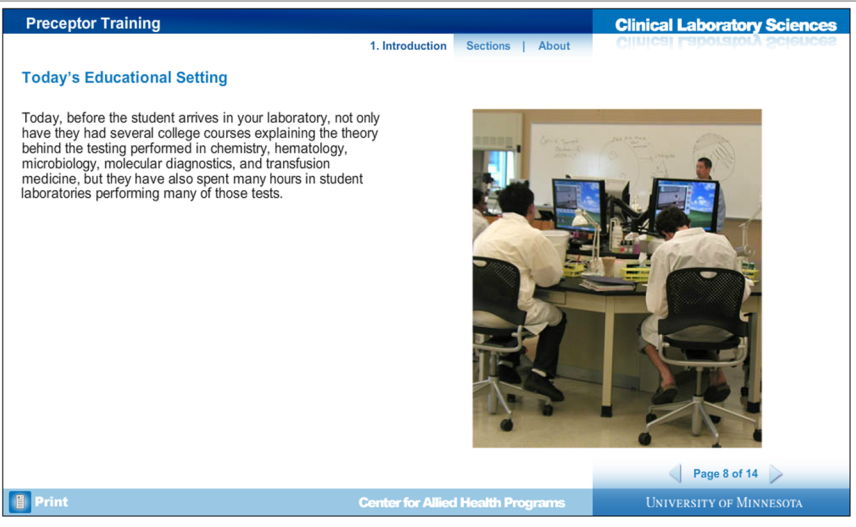 Preceptor Training
Clinical Laboratory Sciences
1. Introduction Sections | About
Today's Educational Setting
Today, before the student arrives in your laboratory, not only
have they had several college courses explaining the theory
behind the testing performed in chemistry, hematology,
microbiology, molecular diagnostics, and transfusion
medicine, but they have also spent many hours in student
laboratories performing many of those tests.
Page 8 of 14
Print
Center for Allied Health Programs
UNIVERSITY OF MINNESOTA